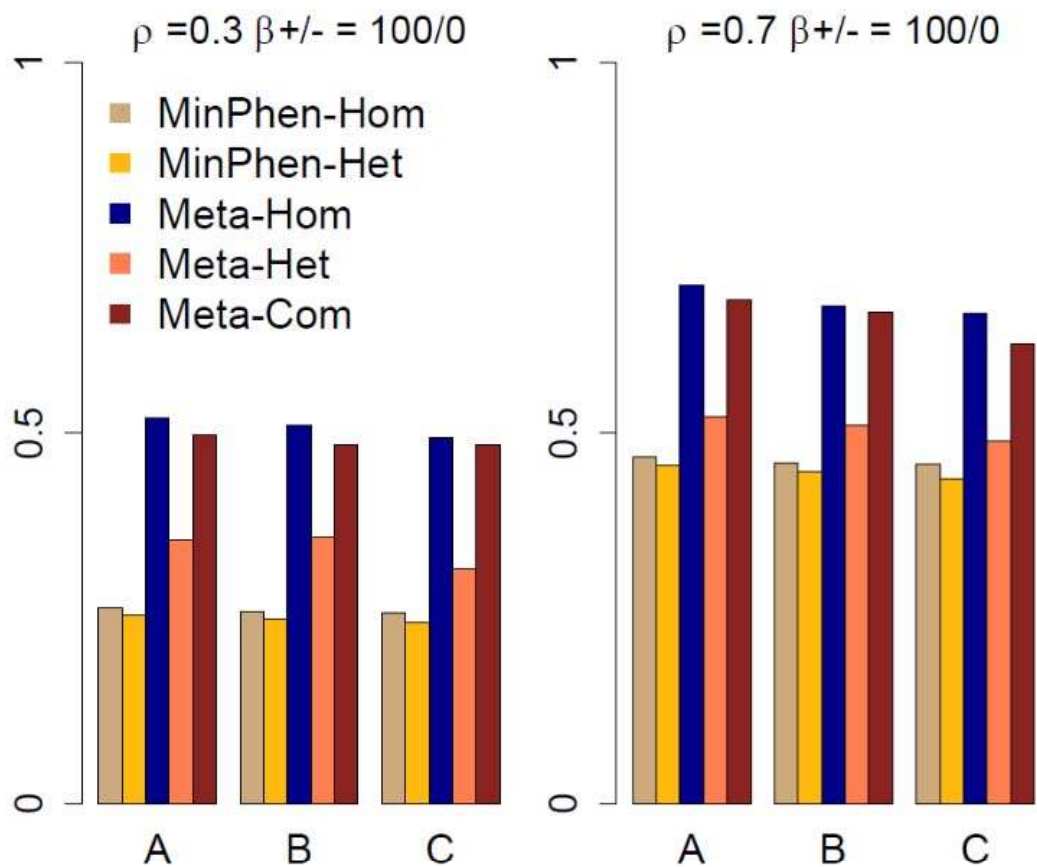 ρ =0.3 β+/- = 100/0
1
0.5
0
MinPhen-Hom
MinPhen-Het
Meta-Hom
Meta-Het
Meta-Com
A B C
ρ =0.7 β+/- = 100/0
1
0.5
0
A B C